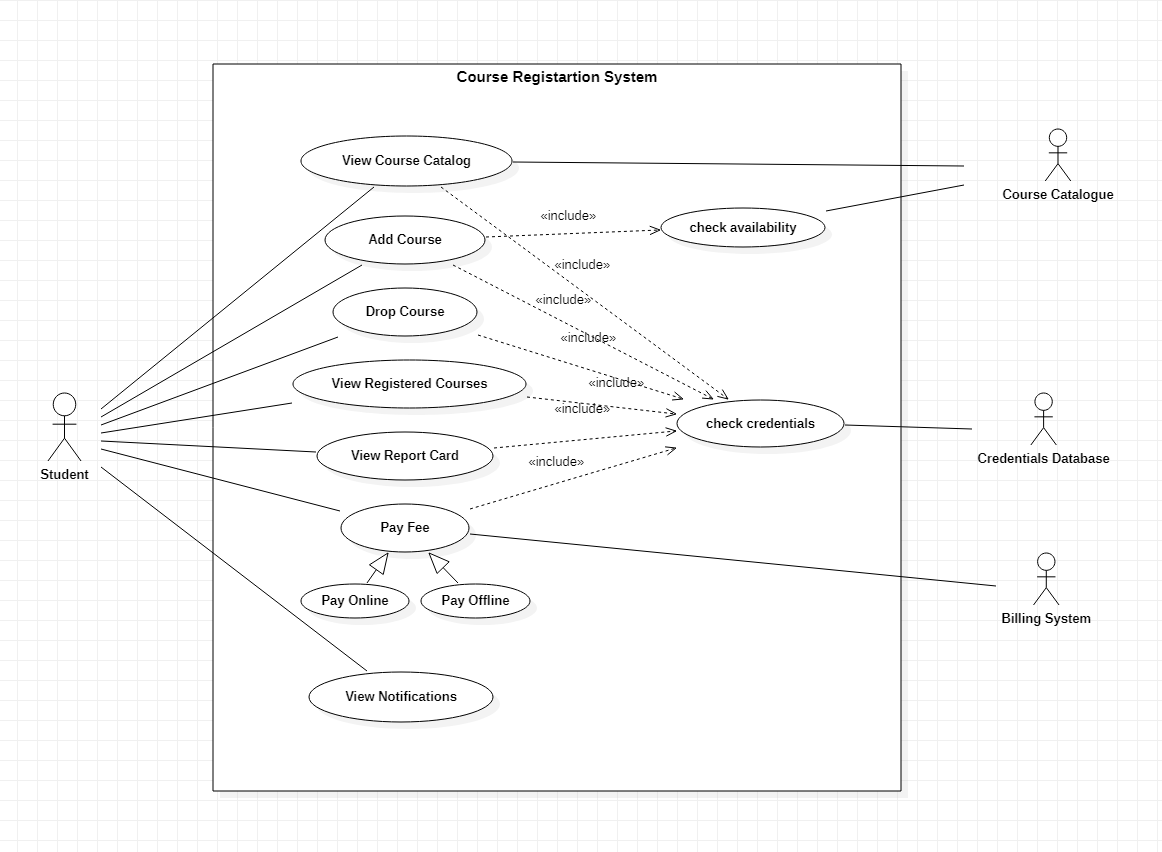 Course Registartion System
View Course Catalog
Course Catalogue
Add Course
«include»
check availability
«include»
«include»
Drop Course
«include»
View Registered Courses
«include»
«include»
check credentials
Student
View Report Card
Credentials Database
«include»
Pay Fee
Pay Online
Pay Offline
Billing System
View Notifications